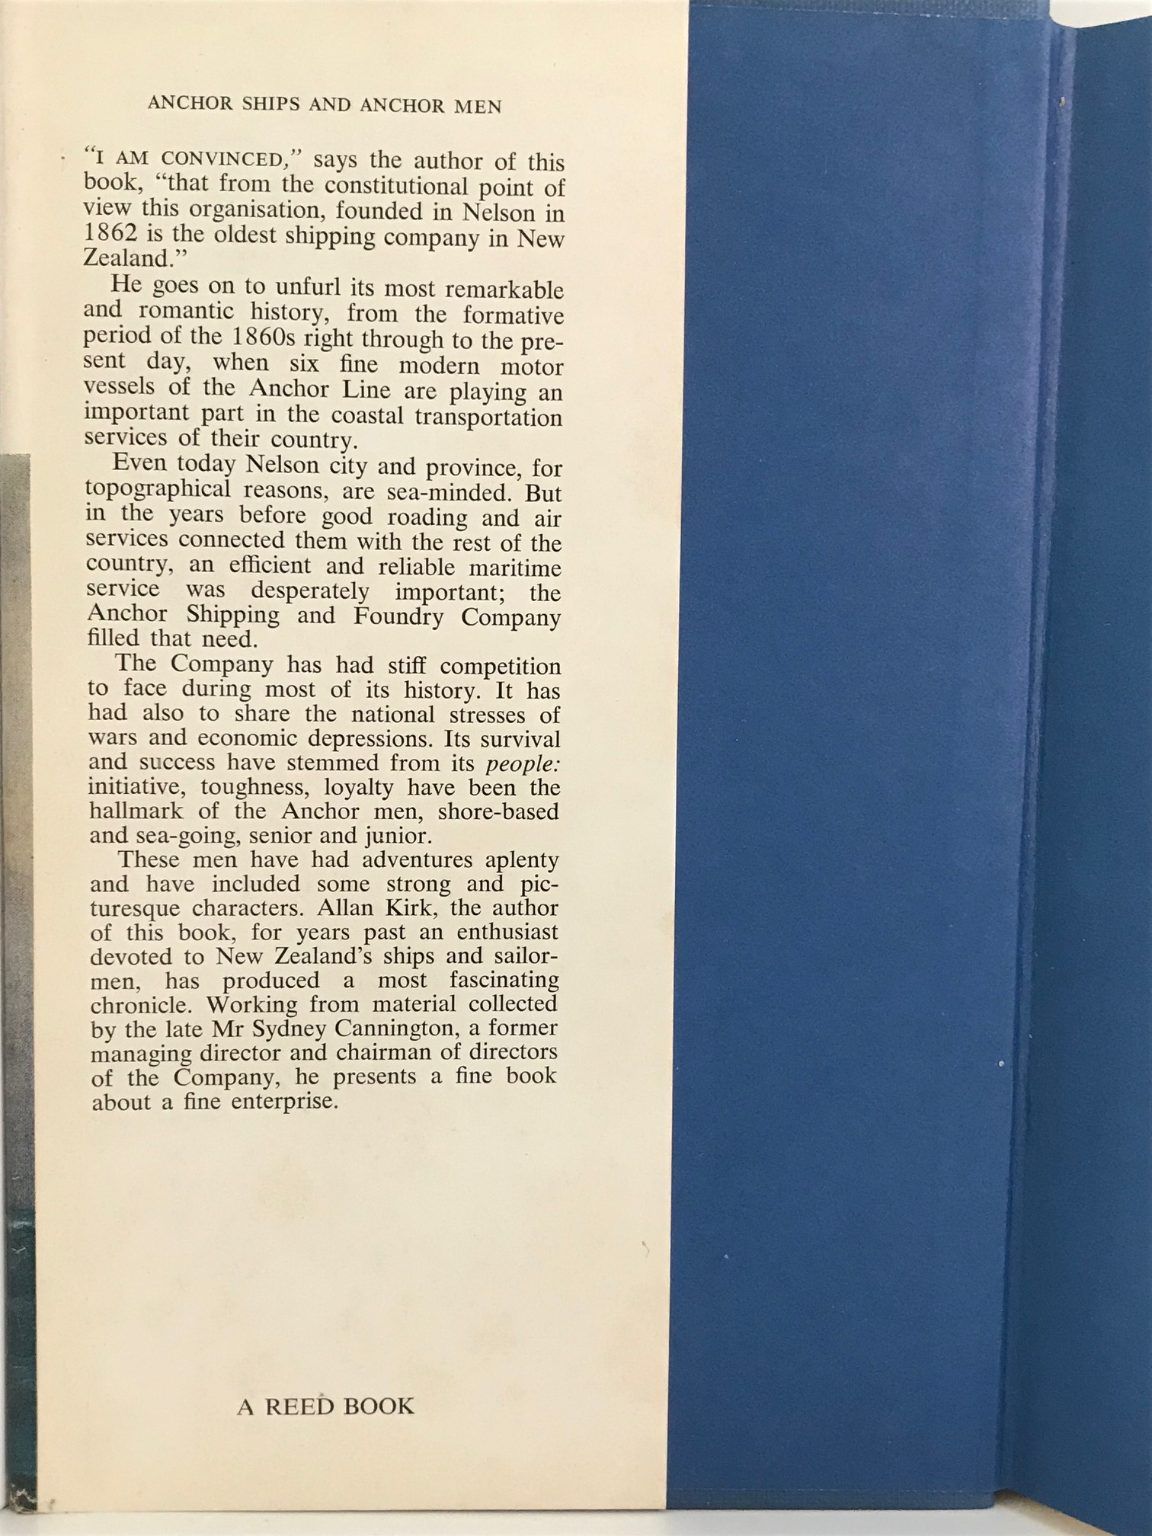 ANCHOR SHIPS AND ANCHOR MEN
“I AM CONVINCED,” says the author of this
book, “that from the constitutional point of
view this organisation, founded in Nelson in
1862 is the oldest shipping company in New
Zealand.”
He goes on to unfurl its most remarkable
and romantic history, from the formative
period of the 1860s right through to the pre-
sent day, when six fine modern motor
vessels of the Anchor Line are playing an
important part in the coastal transportation
services of their country.
Even today Nelson city and province, for
topographical reasons, are sea-minded. But
in the years before good roading and air
services connected them with the rest of the
country, an efficient and reliable maritime
service was desperately important; the
Anchor Shipping and Foundry Company
filled that need.
The Company has had stiff competition
to face during most of its history. It has
had also to share the national stresses of
wars and economic depressions. Its survival
and success have stemmed from its people:
initiative, toughness, loyalty have been the
hallmark of the Anchor men, shore-based
and sea-going, senior and junior.
These men have had adventures aplenty
and have included some strong and pic-
turesque characters. Allan Kirk, the author
of this book, for years past an enthusiast
devoted to New Zealand’s ships and sailor-
men, has produced a most fascinating
chronicle. Working from material collected
by the late Mr Sydney Cannington, a former
managing director and chairman of directors
of the Company, he presents a fine book
about a fine enterprise.
A REED BOOK